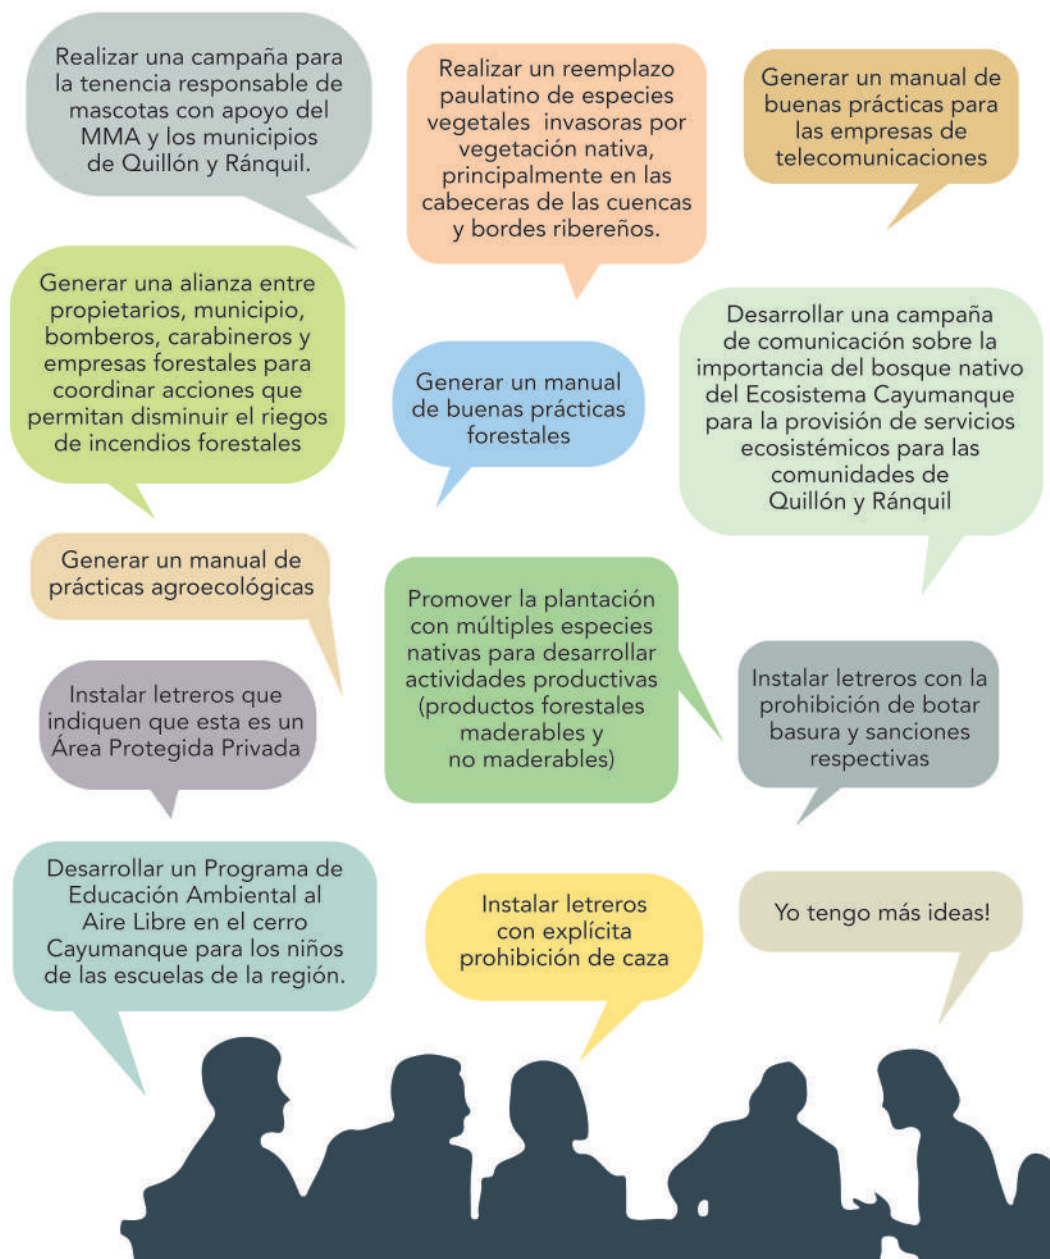 Realizar una campaña para
la tenencia responsable de
mascotas con apoyo del
MMA y los municipios
de Quillón y Ránquil.
Realizar un reemplazo
paulatino de especies
vegetales invasoras por
vegetación nativa,
principalmente en las
cabeceras de las cuencas
y bordes ribereños.
Generar un manual de
buenas prácticas para
las empresas de
telecomunicaciones
Generar una alianza entre
propietarios, municipio,
bomberos, carabineros y
empresas forestales para
coordinar acciones que
permitan disminuir el riegos
de incendios forestales
Generar un manual
de buenas prácticas
forestales
Desarrollar una campaña
de comunicación sobre la
importancia del bosque nativo
del Ecosistema Cayumanque
para la provisión de servicios
ecosistémicos para las
comunidades de
Quillón y Ránquil
Generar un manual de
prácticas agroecológicas
Promover la plantación
con múltiples especies
nativas para desarrollar
actividades productivas
(productos forestales
maderables y
no maderables)
Instalar letreros que
indiquen que esta es un
Área Protegida Privada
Instalar letreros con la
prohibición de botar
basura y sanciones
respectivas
Desarrollar un Programa de
Educación Ambiental al
Aire Libre en el cerro
Cayumanque para los niños
de las escuelas de la región.
Instalar letreros
con explícita
prohibición de caza
Yo tengo más ideas!